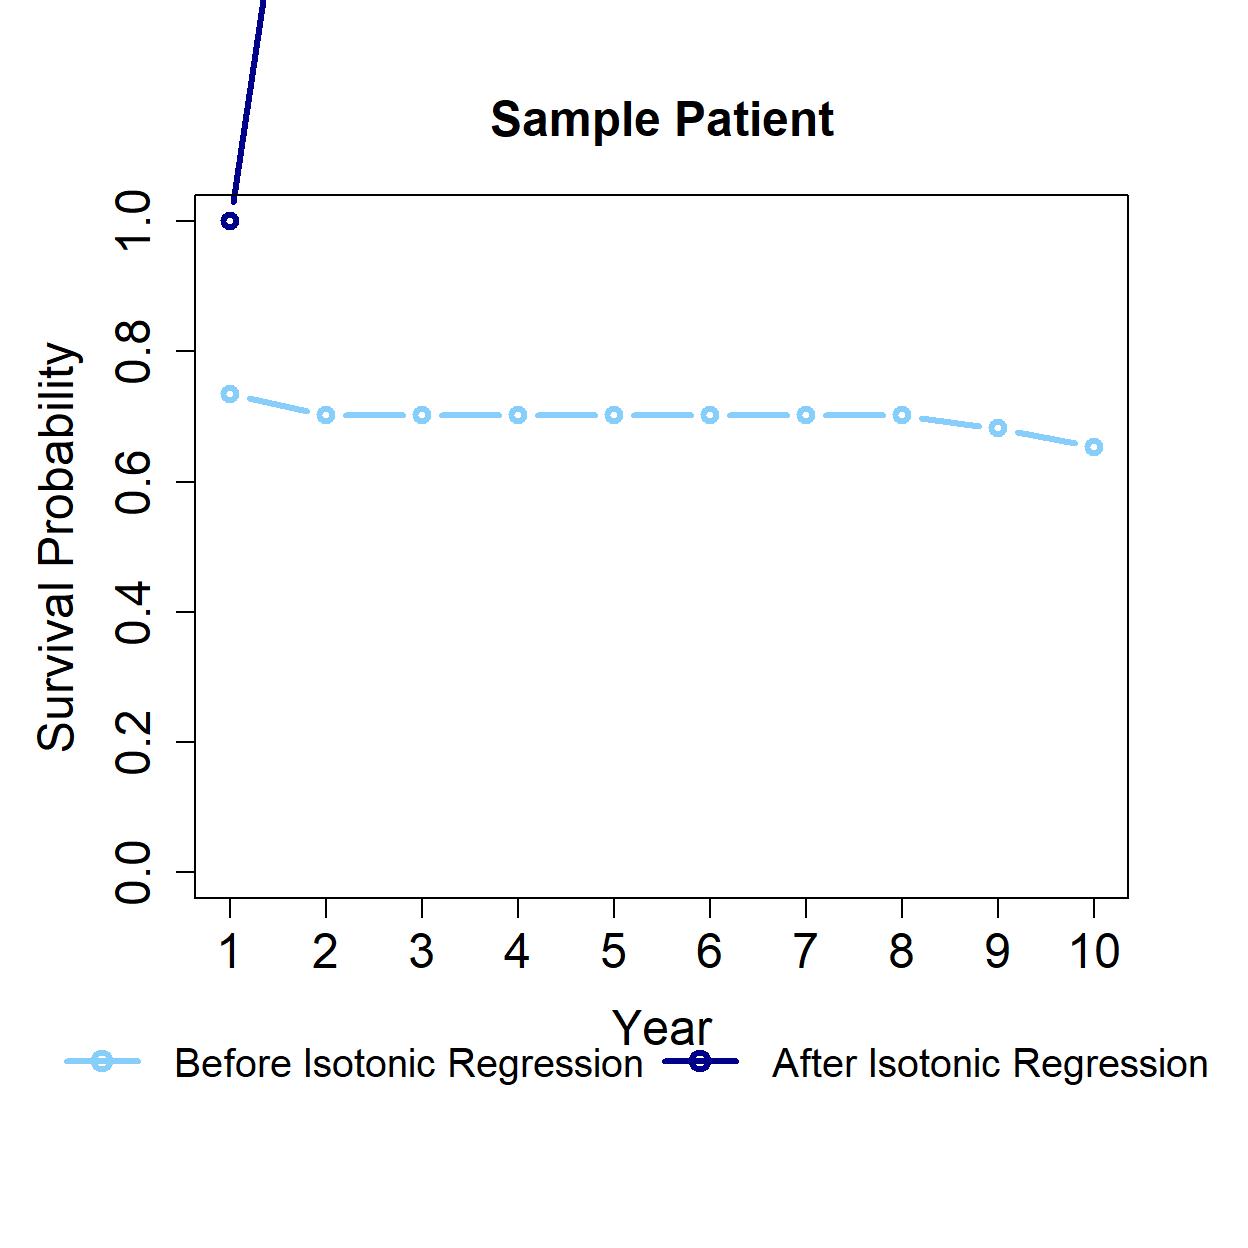 Sample Patient
Survival Probability
1.0
0.8
0.6
0.4
0.2
0.0
1 2 3 4 5 6 7 8 9 10
Year
Before Isotonic Regression After Isotonic Regression